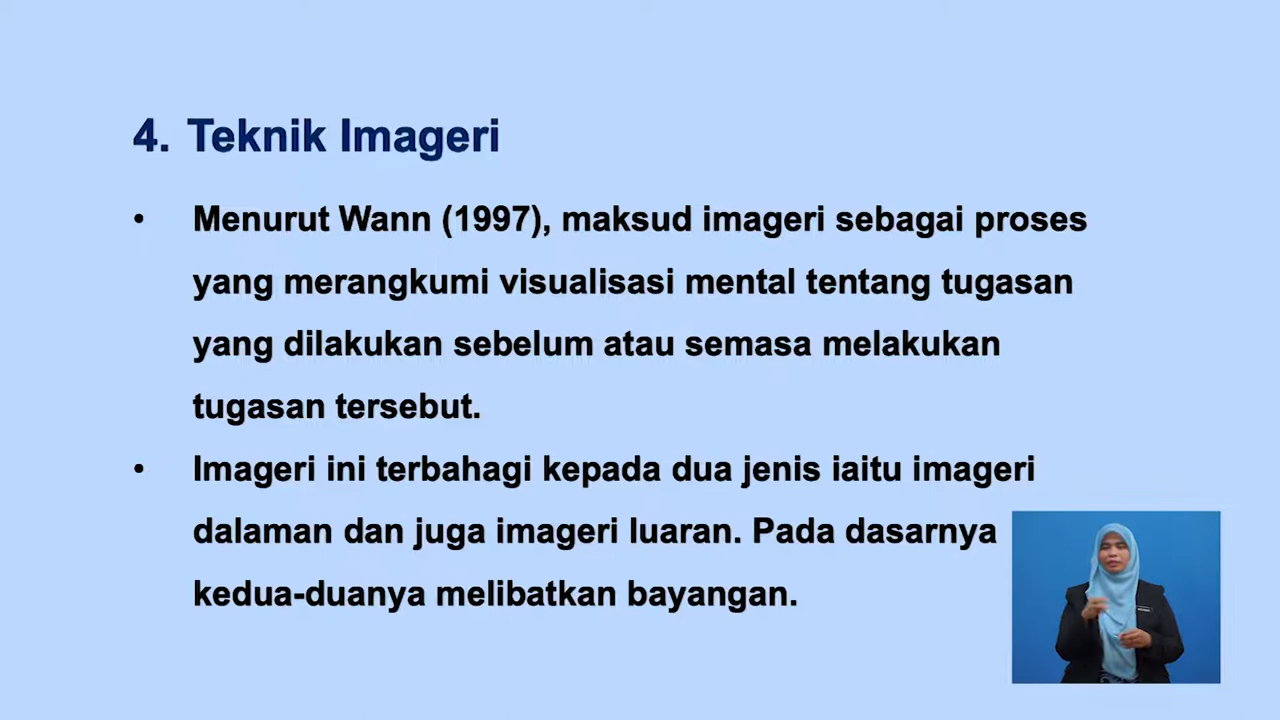 4. Teknik Imageri
• Menurut Wann (1997), maksud imageri sebagai proses
yang merangkumi visualisasi mental tentang tugasan
yang dilakukan sebelum atau semasa melakukan
tugasan tersebut.
• Imageri ini terbahagi kepada dua jenis iaitu imageri
dalaman dan juga imageri luaran. Pada dasarnya
kedua-duanya melibatkan bayangan.